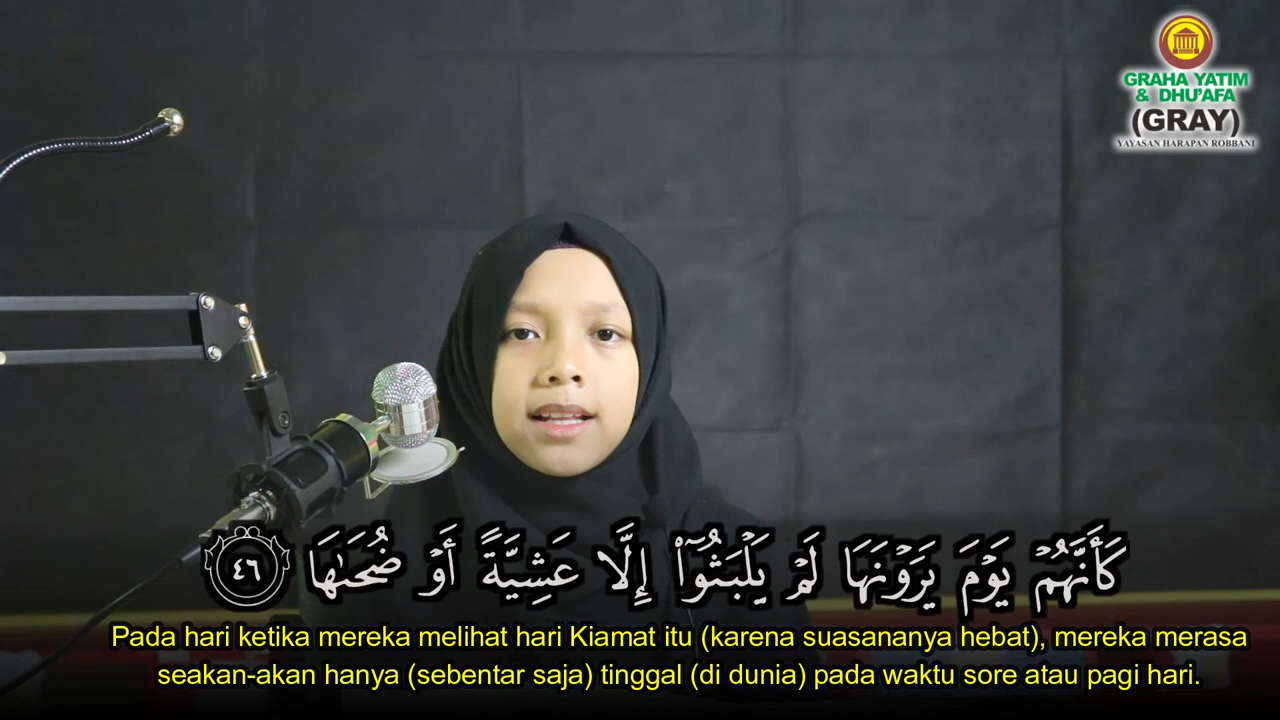 GRAHA YATIM
& DHU'AFA
(GRAY)
YAYASAN HARAPAN ROBBANI
كَأَنَّهُمْ يَوْمَ يَرَوْنَهَا لَمْ يَلْبَثُوٓا۟ إِلَّا عَشِيَّةً أَوْ ضُحَىٰهَا ٤٦
Pada hari ketika mereka melihat hari Kiamat itu (karena suasananya hebat), mereka merasa
seakan-akan hanya (sebentar saja) tinggal (di dunia) pada waktu sore atau pagi hari.